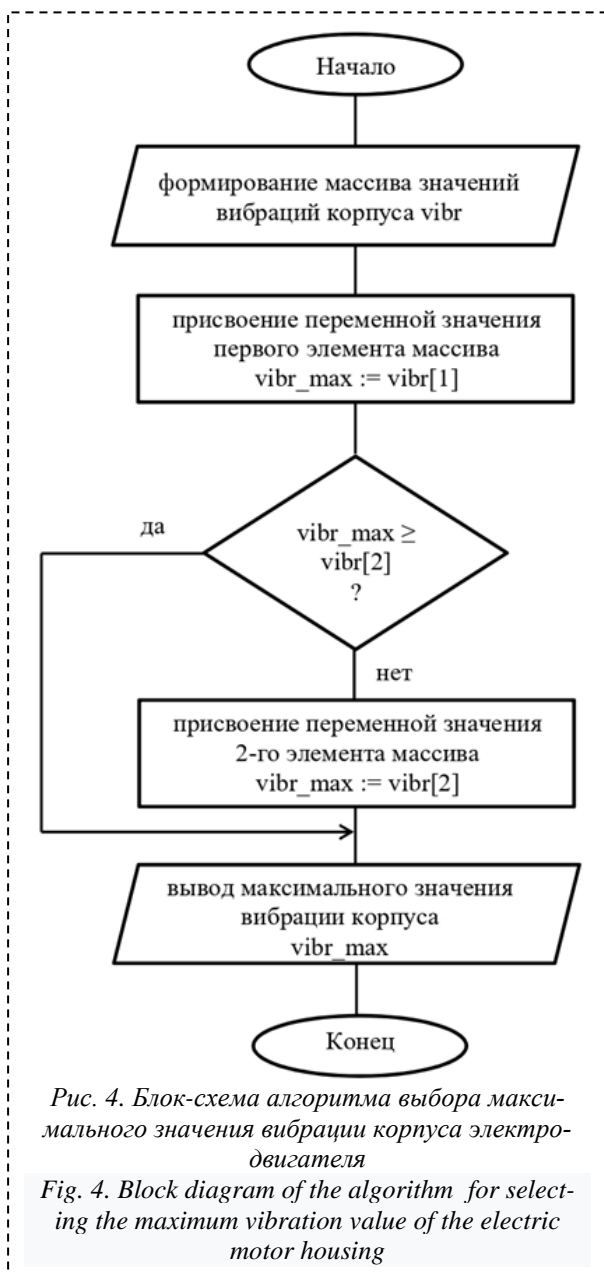 Начало
формирование массива значений
вибраций корпуса vibr
присвоение переменной значения
первого элемента массива
vibr_max := vibr[1]
да
vibr_max ≥
vibr[2]
?
нет
присвоение переменной значения
2-го элемента массива
vibr_max := vibr[2]
вывод максимального значения
вибрации корпуса
vibr_max
Конец
Рис. 4. Блок-схема алгоритма выбора макси-
мального значения вибрации корпуса электро-
двигателя
Fig. 4. Block diagram of the algorithm for select-
ing the maximum vibration value of the electric
motor housing